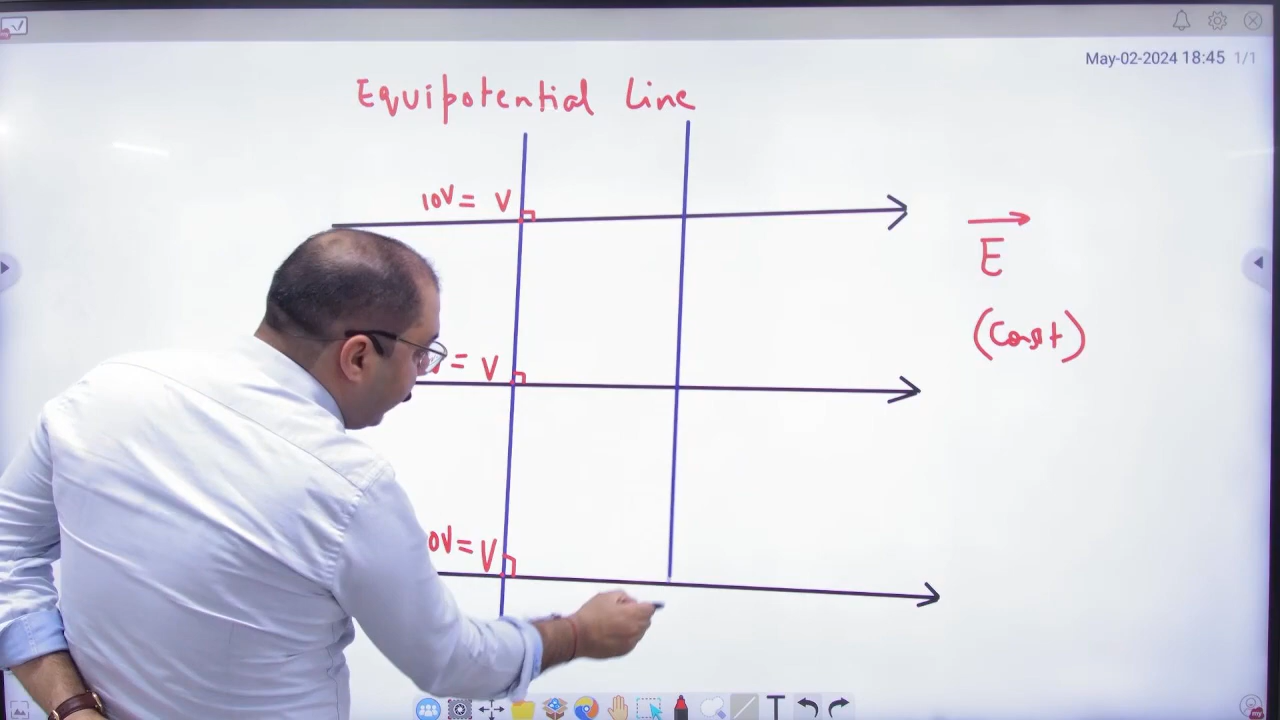 May-02-2024 18:45 1/1
Equipotential Line
10V = V
E
(Const)
= V
0V = V
T